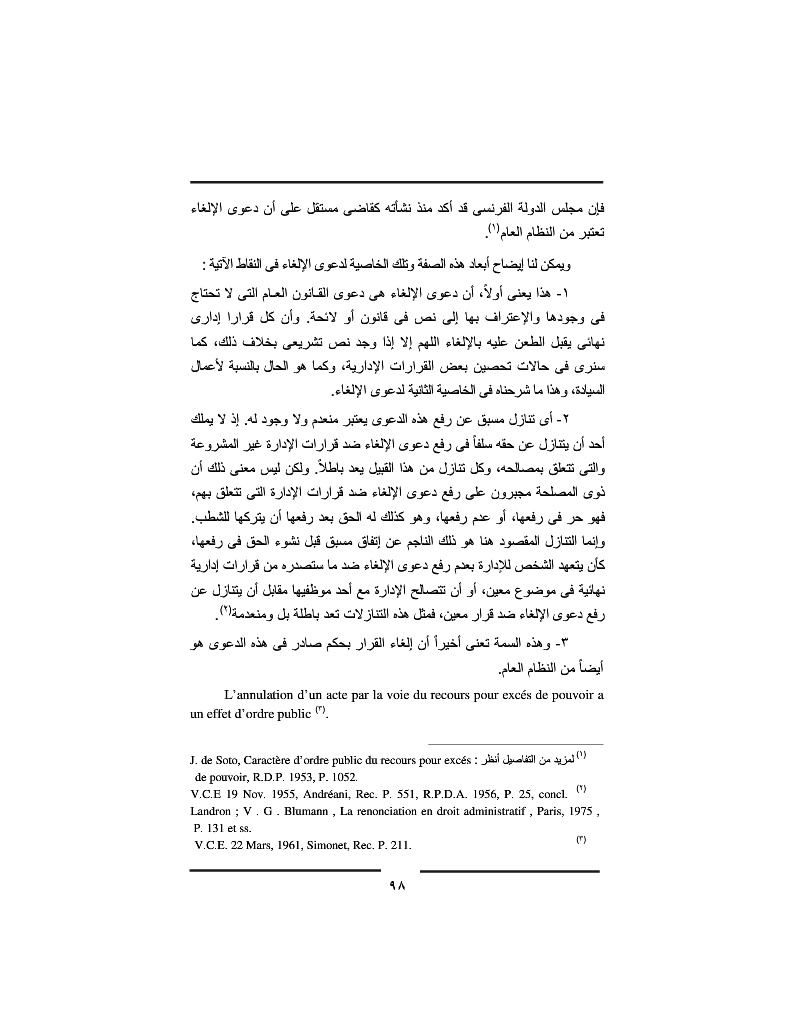 فإن مجلس الدولة الفرنسى قد أكد منذ نشأته كقاضى مستقل على أن دعوى الإلغاء
تعتبر من النظام العام(١).
ويمكن لنا إيضاح أبعاد هذه الصفة وتلك الخاصية لدعوى الإلغاء فى النقاط الآتية :
١- هذا يعنى أولاً، أن دعوى الإلغاء هى دعوى القانون العام التى لا تحتاج
فى وجودها والإعتراف بها إلى نص فى قانون أو لائحة. وأن كل قرارا إدارى
نهائى يقبل الطعن عليه بالإلغاء اللهم إلا إذا وجد نص تشريعى بخلاف ذلك، كما
سنرى فى حالات تحصين بعض القرارات الإدارية، وكما هو الحال بالنسبة لأعمال
السيادة، وهذا ما شرحناه فى الخاصية الثانية لدعوى الإلغاء.
٢- أى تنازل مسبق عن رفع هذه الدعوى يعتبر منعدم ولا وجود له. إذ لا يملك
أحد أن يتنازل عن حقه سلفاً فى رفع دعوى الإلغاء ضد قرارات الإدارة غير المشروعة
والتى تتعلق بمصالحه، وكل تنازل من هذا القبيل يعد باطلاً. ولكن ليس معنى ذلك أن
ذوى المصلحة مجبرون على رفع دعوى الإلغاء ضد قرارات الإدارة التى تتعلق بهم،
فهو حر فى رفعها، أو عدم رفعها، وهو كذلك له الحق بعد رفعها أن يتركها للشطب.
وإنما التنازل المقصود هنا هو ذلك الناجم عن إتفاق مسبق قبل نشوء الحق فى رفعها،
كأن يتعهد الشخص للإدارة بعدم رفع دعوى الإلغاء ضد ما ستصدره من قرارات إدارية
نهائية فى موضوع معين، أو أن تتصالح الإدارة مع أحد موظفيها مقابل أن يتنازل عن
رفع دعوى الإلغاء ضد قرار معين، فمثل هذه التنازلات تعد باطلة بل ومنعدمة(٢).
٣- وهذه السمة تعنى أخيراً أن إلغاء القرار بحكم صادر فى هذه الدعوى هو
أيضاً من النظام العام.
L'annulation d'un acte par la voie du recours pour excés de pouvoir a
un effet d'ordre public (٣).
(١) لمزيد من التفاصيل أنظر : J. de Soto, Caractère d'ordre public du recours pour excés
de pouvoir, R.D.P. 1953, P. 1052.
V.C.E 19 Nov. 1955, Andréani, Rec. P. 551, R.P.D.A. 1956, P. 25, concl. (٢)
Landron ; V . G . Blumann , La renonciation en droit administratif , Paris, 1975 ,
P. 131 et ss.
V.C.E. 22 Mars, 1961, Simonet, Rec. P. 211. (٣)
٩٨